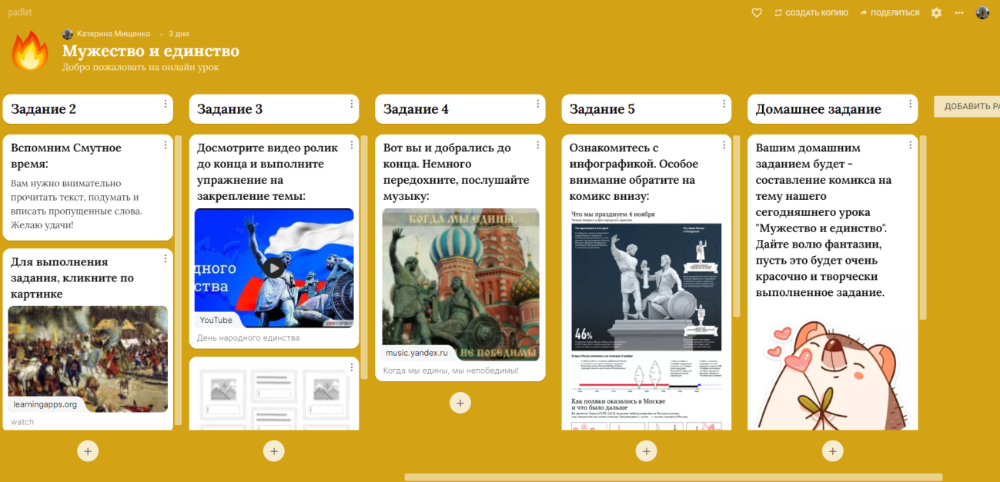 padlet
СОЗДАТЬ КОПИЮ
ПОДЕЛИТЬСЯ
Катерина Мищенко
3 дня
Мужество и единство
Добро пожаловать на онлайн урок
Задание 2
Вспомним Смутное
время:
Вам нужно внимательно
прочитать текст, подумать и
вписать пропущенные слова.
Желаю удачи!
Для выполнения
задания, кликните по
картинке
learningapps.org
watch
Задание 3
Досмотрите видео ролик
до конца и выполните
упражнение на
закрепление темы:
дного
ства
YouTube
День народного единства
Задание 4
Вот вы и добрались до
конца. Немного
передохните, послушайте
музыку:
КОГДА МЫ ЕДИНЫ,
НЕ ПОБЕДИМЫ
music.yandex.ru
Когда мы едины, мы непобедимы!
Задание 5
Ознакомитесь с
инфографикой. Особое
внимание обратите на
комикс внизу:
Что мы празднуем 4 ноября
46%
Как поляки оказались в Москве
и что было дальше
Домашнее задание
Вашим домашним
заданием будет -
составление комикса на
тему нашего
сегодняшнего урока
"Мужество и единство".
Дайте волю фантазии,
пусть это будет очень
красочно и творчески
выполненное задание.
ДОБАВИТЬ РА